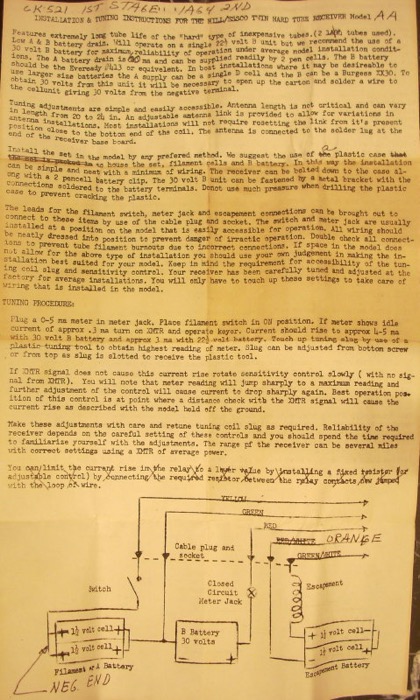 CK521 1ST STAGE: 1AG4 2ND
INSTALLATION & TUNING INSTRUCTIONS FOR THE HILL/ESSCO TWIN HARD TUBE RECEIVER Model AA
Features extremely long tube life of the "hard" type of inexpensive tubes.(2 tubes used).
Low A & B battery drain. Will operate on a single 22½ volt B unit but we recommend the use of a
30 volt B battery for maximum reliability of operation under average model installation condit-
ions. The A battery drain is 60 ma and can be supplied readily by 2 pen cells. The B battery
should be the Eveready #413 or equivalent. In boat installations where it may be desireable to
use larger size batteries the A supply can be a single D cell and the B can be a Burgess XX30. To
obtain 30 volts from this unit it will be necessary to open up the carton and solder a wire to
the cell giving 30 volts from the negative terminal.
Tuning adjustments are simple and easily accessible. Antenna length is not critical and can vary
in length from 20 to 24 in. An adjustable antenna link is provided to allow for variations in
antenna installations. Most installations will not require resetting the link from it's present
position close to the bottom end of the coil. The antenna is connected to the solder lug at the
end of the receiver base board.
Install the set in the model by any prefered method. We suggest the use of a plastic case
to house the set, filament cells and B battery. In this way the installation
can be simple and neat with a minimum of wiring. The receiver can be bolted down to the case al-
ong with a 2 pencell battery clip. The 30 volt B unit can be fastened by a metal bracket with the
connections soldered to the battery terminals. Donot use much pressure when drilling the plastic
case to prevent cracking the plastic.
The leads for the filament switch, meter jack and escapement connections can be brought out to
connect to these items by use of the cable plug and socket. The switch and meter jack are usually
installed at a position on the model that is easily accessible for operation. All wiring should
be neatly dressed into position to prevent danger of irractic operation. Double check all connect-
ions to prevent tube filament burnouts due to incorrect connections. If space in the model does
not allow for the above type of installation you should use your own judgement in making the in-
stallation best suited for your model. Keep in mind the requirement for accessibility of the tun-
ing coil slug and sensitivity control. Your receiver has been carefully tuned and adjusted at the
factory for average installations. You will only have to touch up these settings to take care of
wiring that is installed in the model.
TUNING PROCEDURE:
Plug a 0-5 ma meter in meter jack. Place filament switch in ON position. If meter shows idle
current of approx .3 ma turn on XMTR and operate keyer. Current should rise to approx 4-5 ma
with 30 volt B battery and approx 3 ma with 22½ volt battery. Touch up tuning slug by use of a
plastic tuning tool to obtain highest reading of meter. Slug can be adjusted from bottom screw
or from top as slug is slotted to receive the plastic tool.
If XMTR signal does not cause this current rise rotate sensitivity control slowly ( with no sig-
nal from XMTR). You will note that meter reading will jump sharply to a maximum reading and
further adjustment of the control will cause current to drop sharply again. Best operation pos-
ition of this control is at point where a distance check with the XMTR signal will cause the
current rise as described with the model held off the ground.
Make these adjustments with care and retune tuning coil slug as required. Reliability of the
receiver depends on the careful setting of these controls and you should spend the time required
to familiarize yourself with the adjustments. The range pf the receiver can be several miles
with correct settings using a XMTR of average power.
You can limit the current rise in the relay to a lower value by installing a fixed resistor (or
adjustable control) by connecting the required resistor between the relay contacts now jumped
with the loop of wire.
YELLOW
GREEN
RED
RED/WHITE ORANGE
Cable plug and
socket
GREEN/WHITE
Switch
Closed
Circuit
Meter Jack
Escapement
1½ volt cell
1½ volt cell
B Battery
30 volts
1½ volt cell
1½ volt cell
Filament or A Battery
Escapement Battery
NEG. END